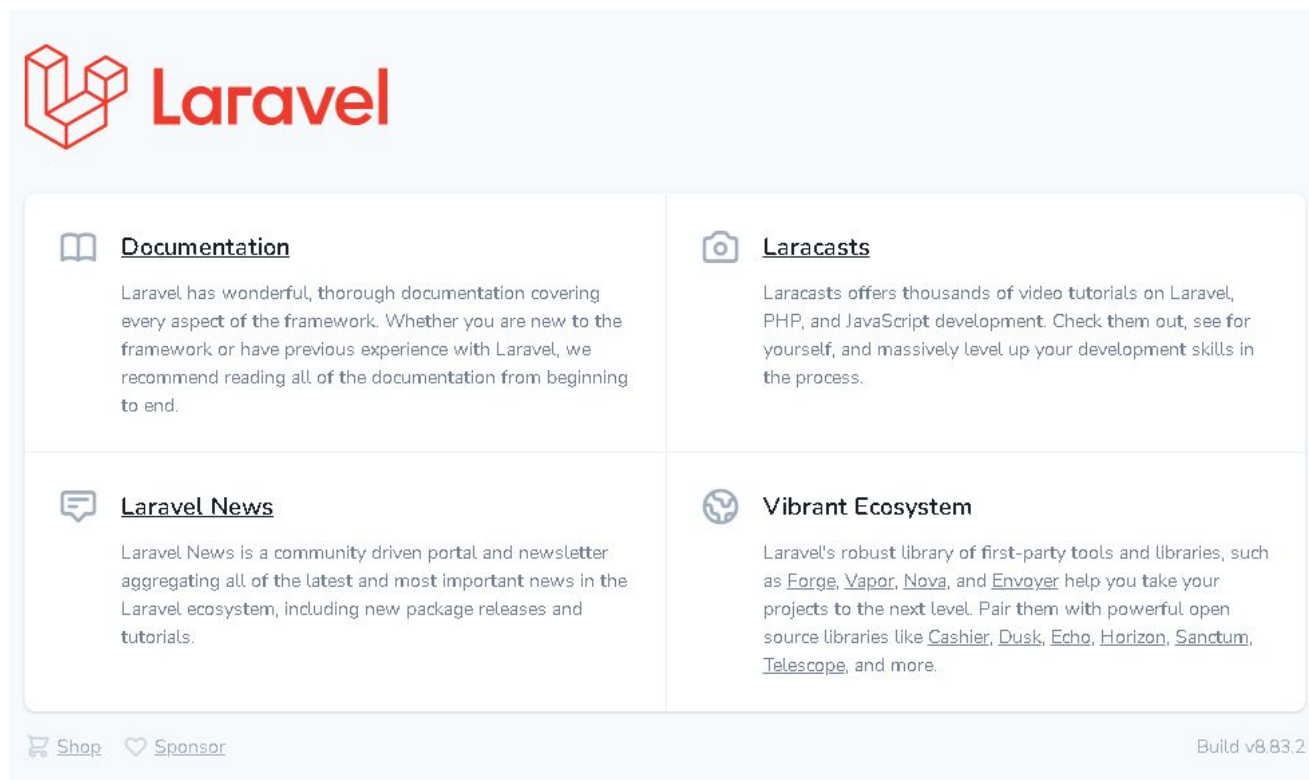 Laravel
Documentation
Laravel has wonderful, thorough documentation covering
every aspect of the framework. Whether you are new to the
framework or have previous experience with Laravel, we
recommend reading all of the documentation from beginning
to end.
Laracasts
Laracasts offers thousands of video tutorials on Laravel,
PHP, and JavaScript development. Check them out, see for
yourself, and massively level up your development skills in
the process.
Laravel News
Laravel News is a community driven portal and newsletter
aggregating all of the latest and most important news in the
Laravel ecosystem, including new package releases and
tutorials.
Vibrant Ecosystem
Laravel's robust library of first-party tools and libraries, such
as Forge, Vapor, Nova, and Envoyer help you take your
projects to the next level. Pair them with powerful open
source libraries like Cashier, Dusk, Echo, Horizon, Sanctum,
Telescope, and more.
Shop
Sponsor
Build v8.83.2